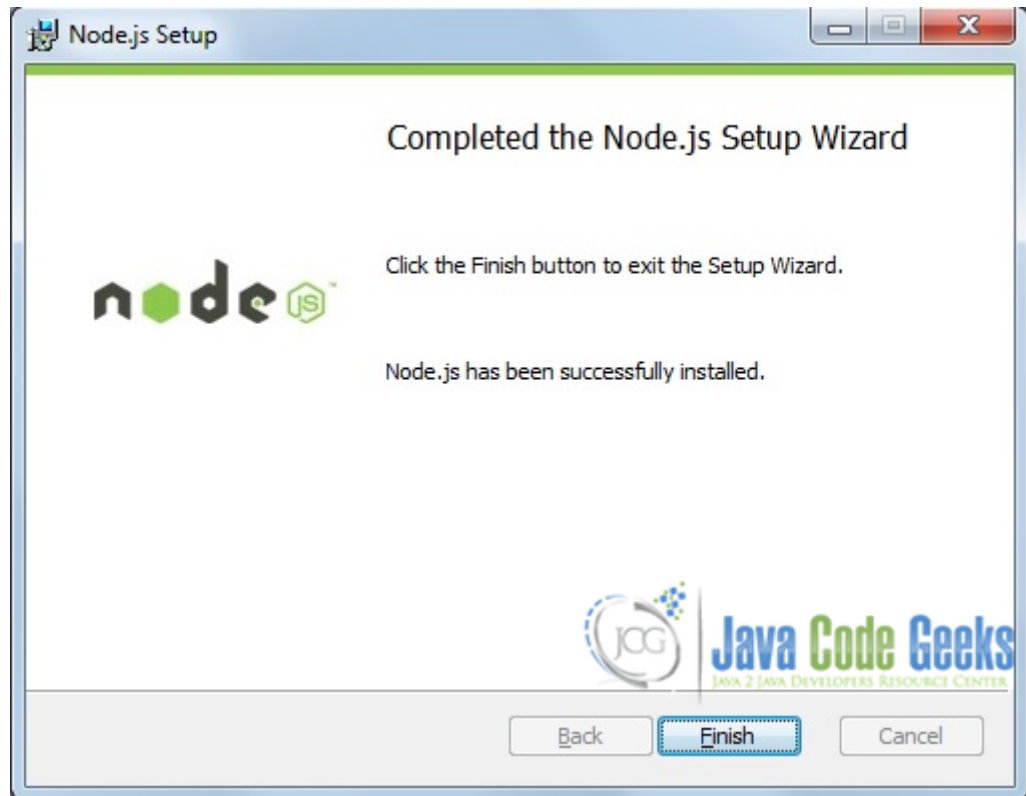 Node.js Setup
Completed the Node.js Setup Wizard
Click the Finish button to exit the Setup Wizard.
node JS™
Node.js has been successfully installed.
JCG
Java Code Geeks
JAVA 2 JAVA DEVELOPERS RESOURCE CENTER
Back
Finish
Cancel